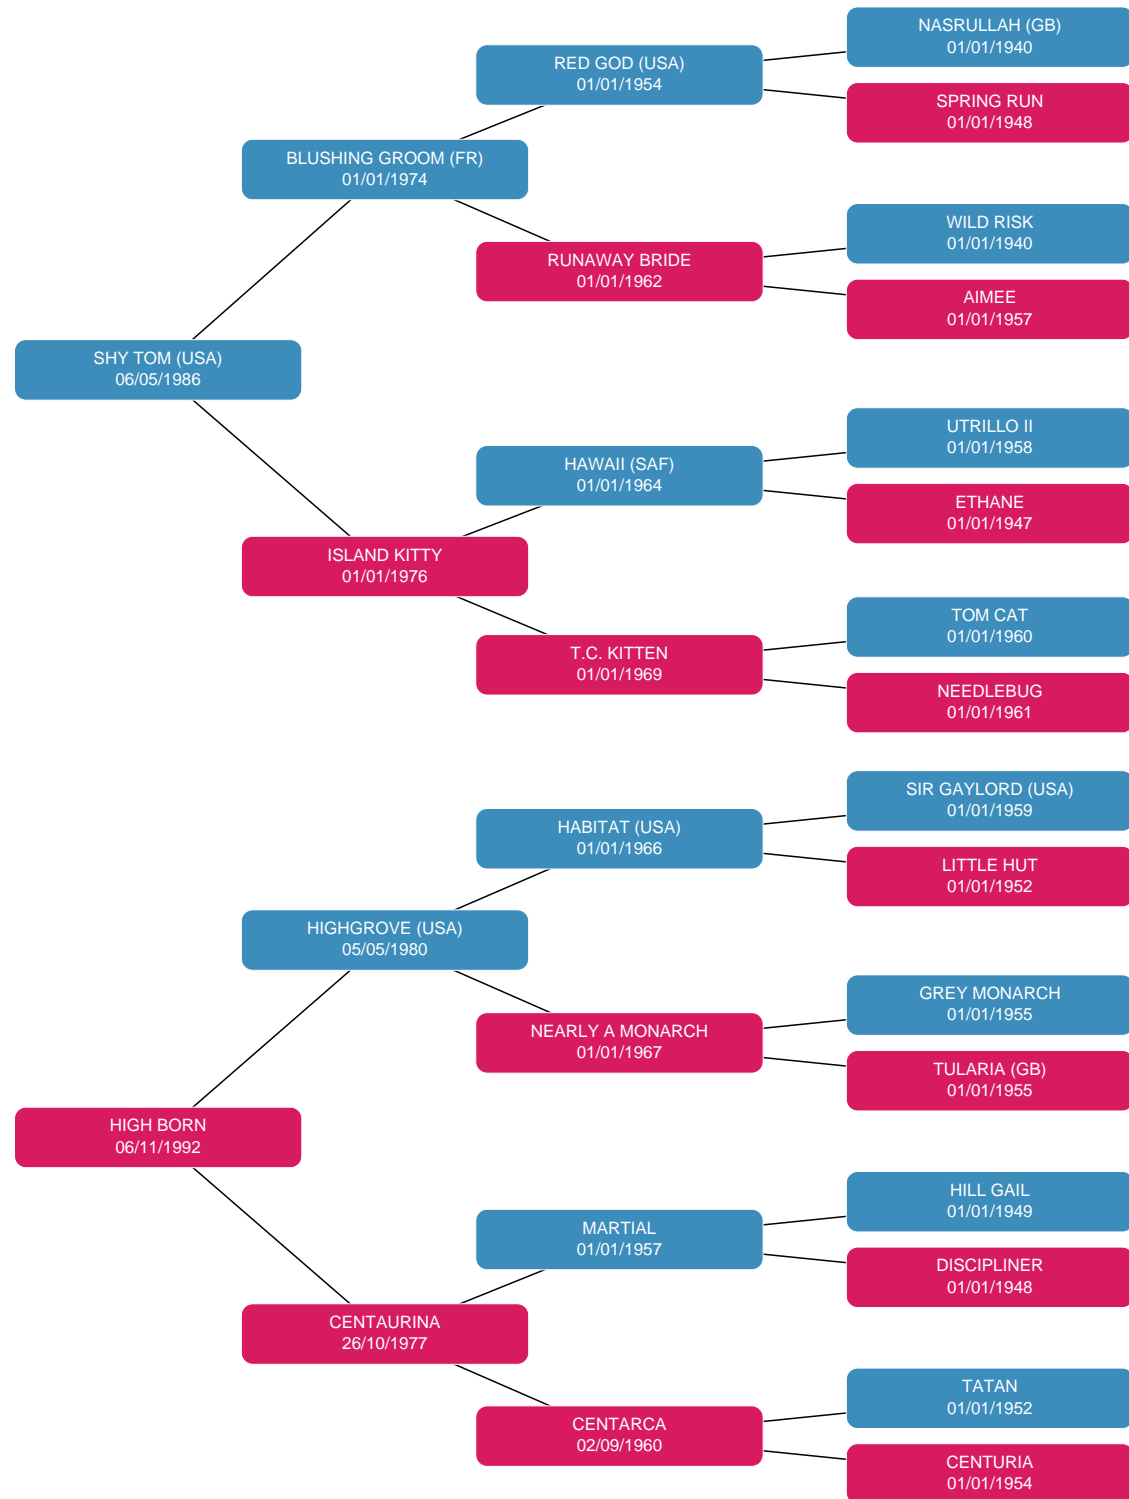 NASRULLAH (GB)
01/01/1940
RED GOD (USA)
01/01/1954
SPRING RUN
01/01/1948
BLUSHING GROOM (FR)
01/01/1974
WILD RISK
01/01/1940
RUNAWAY BRIDE
01/01/1962
AIMEE
01/01/1957
SHY TOM (USA)
06/05/1986
UTRILLO II
01/01/1958
HAWAII (SAF)
01/01/1964
ETHANE
01/01/1947
ISLAND KITTY
01/01/1976
TOM CAT
01/01/1960
T.C. KITTEN
01/01/1969
NEEDLEBUG
01/01/1961
SIR GAYLORD (USA)
01/01/1959
HABITAT (USA)
01/01/1966
LITTLE HUT
01/01/1952
HIGHGROVE (USA)
05/05/1980
GREY MONARCH
01/01/1955
NEARLY A MONARCH
01/01/1967
TULARIA (GB)
01/01/1955
HIGH BORN
06/11/1992
HILL GAIL
01/01/1949
MARTIAL
01/01/1957
DISCIPLINER
01/01/1948
CENTAURINA
26/10/1977
TATAN
01/01/1952
CENTARCA
02/09/1960
CENTURIA
01/01/1954